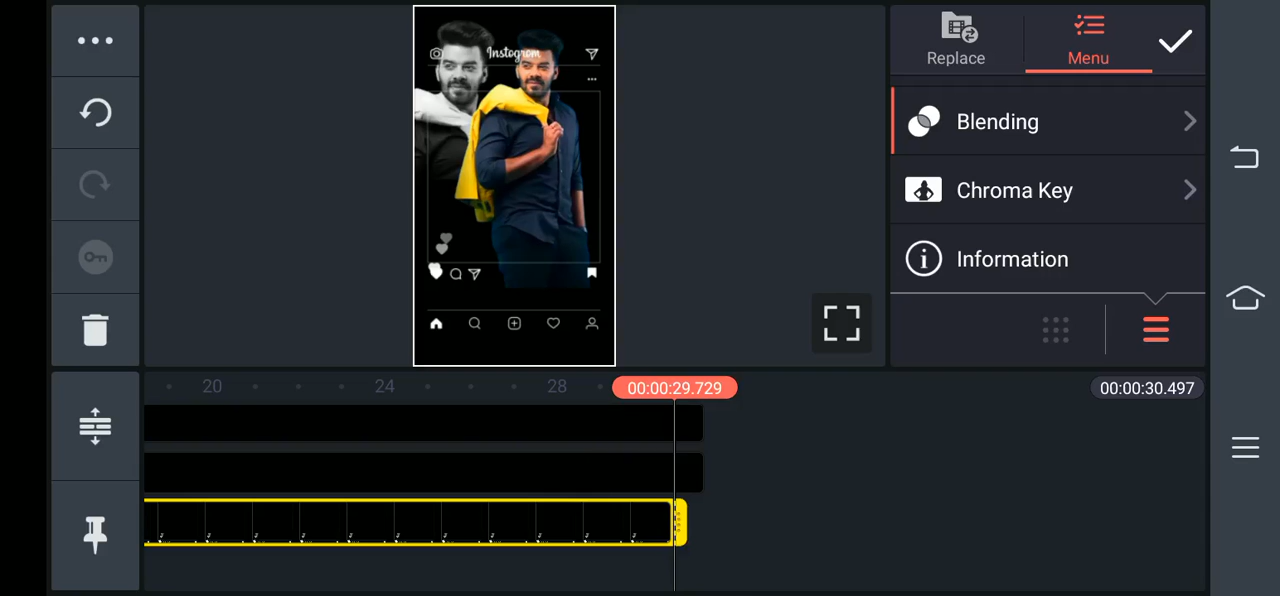 Replace
Menu
Instagram
Blending
Chroma Key
Information
20
24
28
00:00:29.729
00:00:30.497